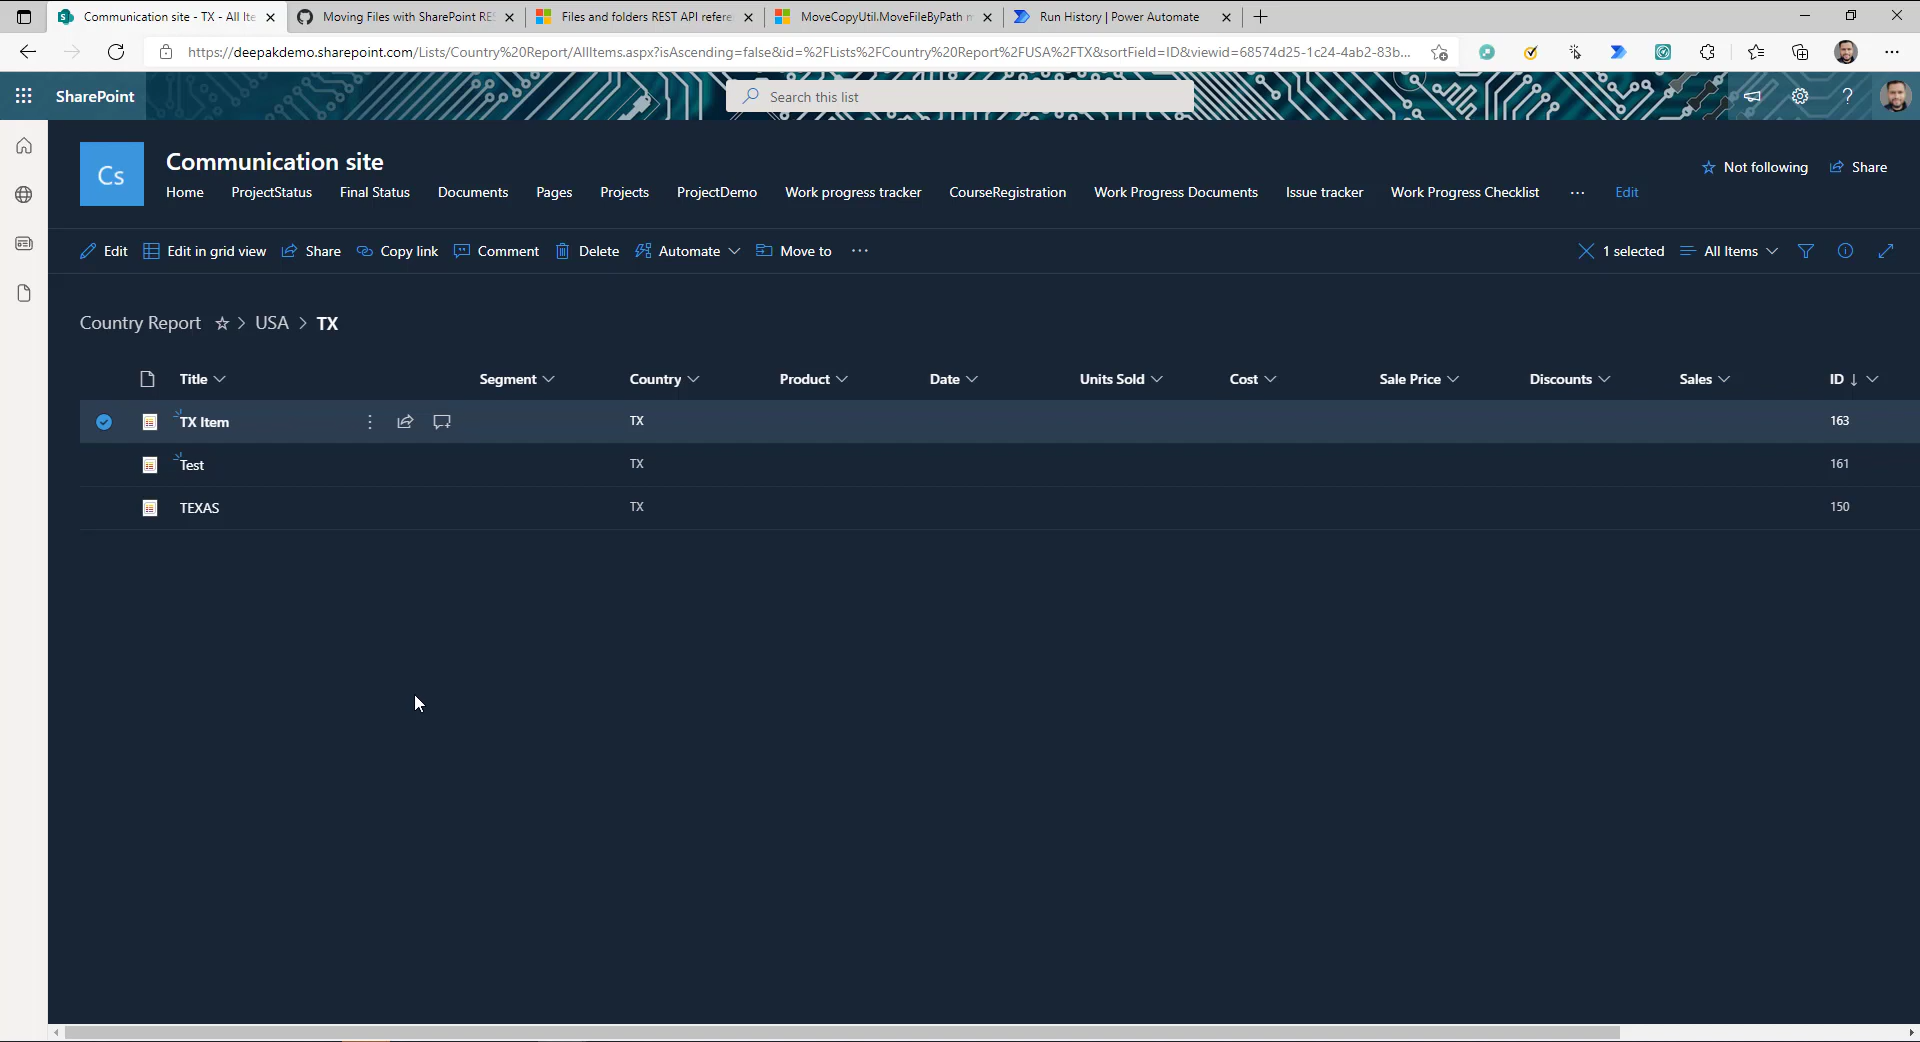 Communication site - TX - All Ite
Moving Files with SharePoint RES
Files and folders REST API refere
MoveCopyUtil.MoveFileByPath m
Run History | Power Automate
https://deepakdemo.sharepoint.com/Lists/Country%20Report/AllItems.aspx?isAscending=false&id=%2FLists%2FCountry%20Report%2FUSA%2FTX&sortField=ID&viewid=68574d25-1c24-4ab2-83b...
SharePoint
Search this list
Cs
Communication site
Not following
Share
Home
ProjectStatus
Final Status
Documents
Pages
Projects
ProjectDemo
Work progress tracker
CourseRegistration
Work Progress Documents
Issue tracker
Work Progress Checklist
...
Edit
Edit
Edit in grid view
Share
Copy link
Comment
Delete
Automate
Move to
...
1 selected
All Items
Country Report > USA > TX
Title
Segment
Country
Product
Date
Units Sold
Cost
Sale Price
Discounts
Sales
ID
TX Item TX 163
Test TX 161
TEXAS TX 150